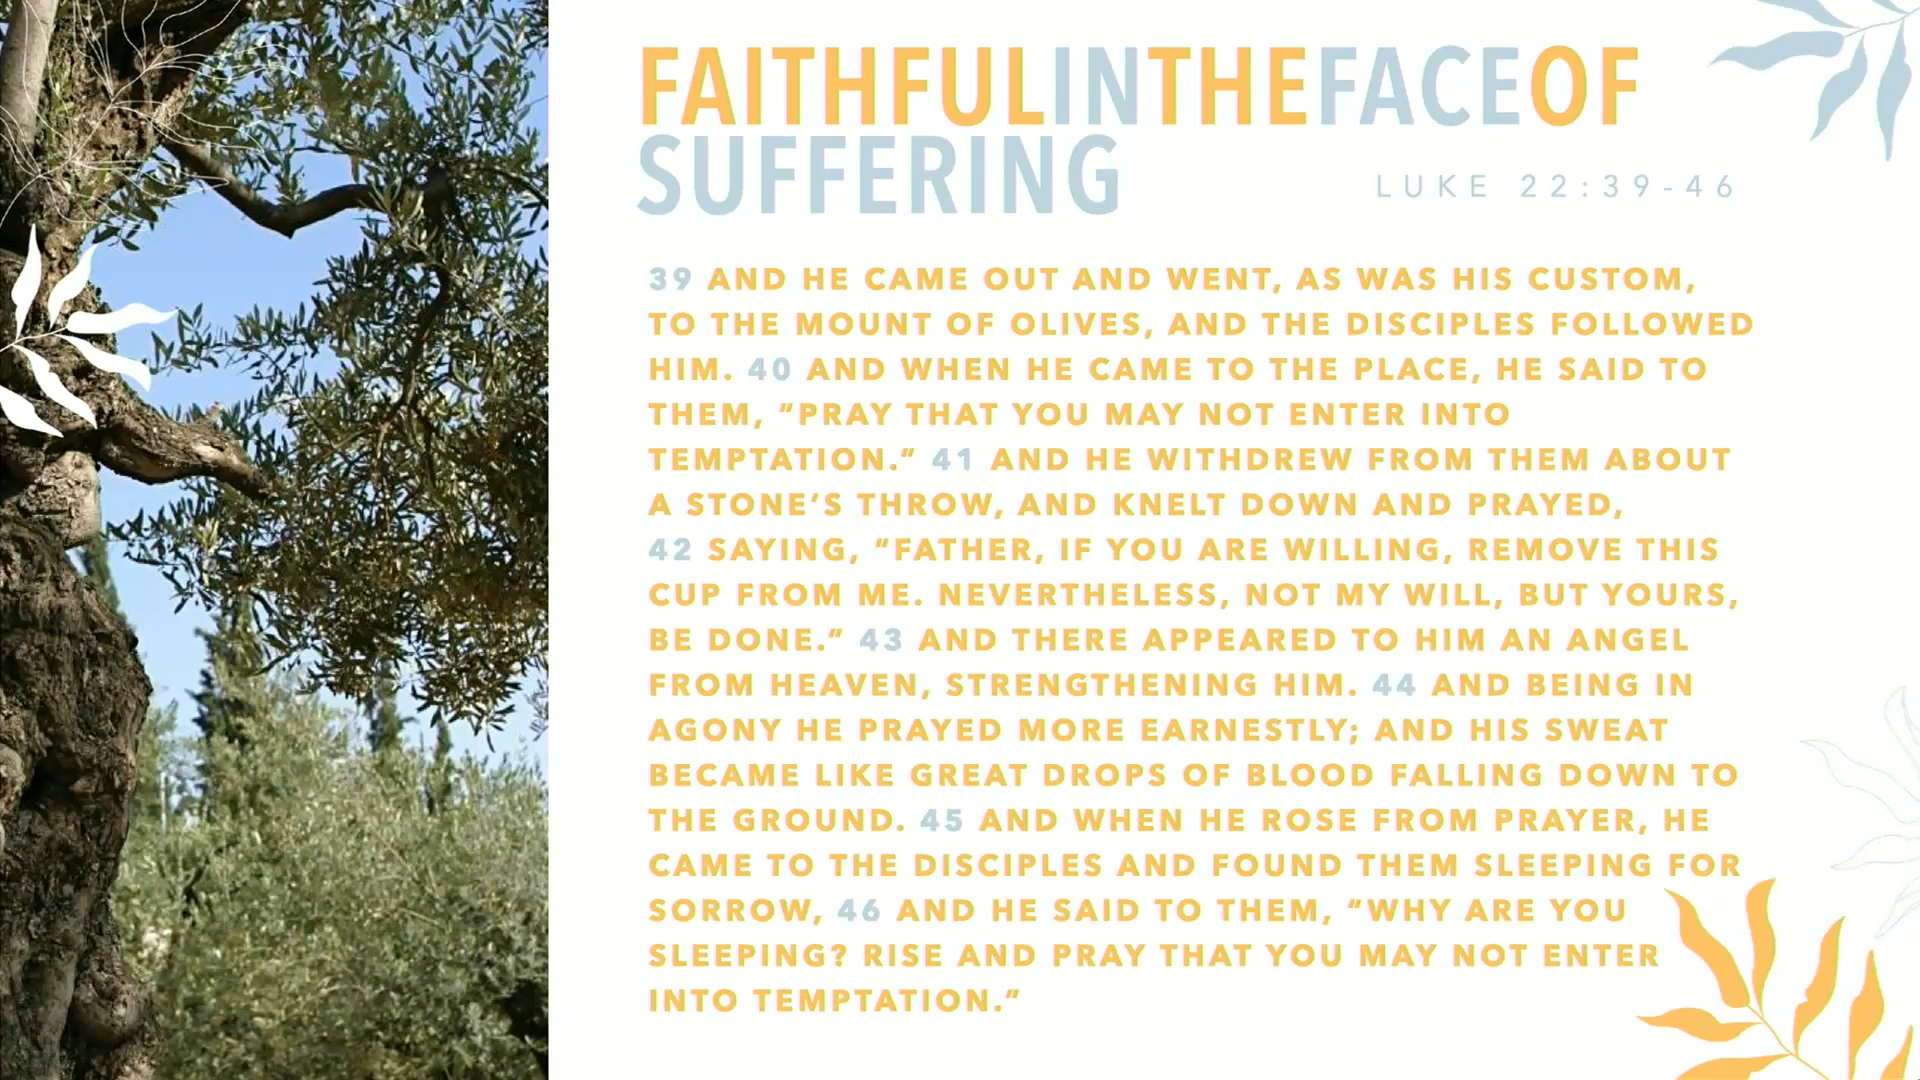 FAITHFULINTHEFACEOF
SUFFERING
LUKE 22:39-46
39 AND HE CAME OUT AND WENT, AS WAS HIS CUSTOM,
TO THE MOUNT OF OLIVES, AND THE DISCIPLES FOLLOWED
HIM. 40 AND WHEN HE CAME TO THE PLACE, HE SAID TO
THEM, “PRAY THAT YOU MAY NOT ENTER INTO
TEMPTATION.” 41 AND HE WITHDREW FROM THEM ABOUT
A STONE’S THROW, AND KNELT DOWN AND PRAYED,
42 SAYING, “FATHER, IF YOU ARE WILLING, REMOVE THIS
CUP FROM ME. NEVERTHELESS, NOT MY WILL, BUT YOURS,
BE DONE.” 43 AND THERE APPEARED TO HIM AN ANGEL
FROM HEAVEN, STRENGTHENING HIM. 44 AND BEING IN
AGONY HE PRAYED MORE EARNESTLY; AND HIS SWEAT
BECAME LIKE GREAT DROPS OF BLOOD FALLING DOWN TO
THE GROUND. 45 AND WHEN HE ROSE FROM PRAYER, HE
CAME TO THE DISCIPLES AND FOUND THEM SLEEPING FOR
SORROW, 46 AND HE SAID TO THEM, “WHY ARE YOU
SLEEPING? RISE AND PRAY THAT YOU MAY NOT ENTER
INTO TEMPTATION.”